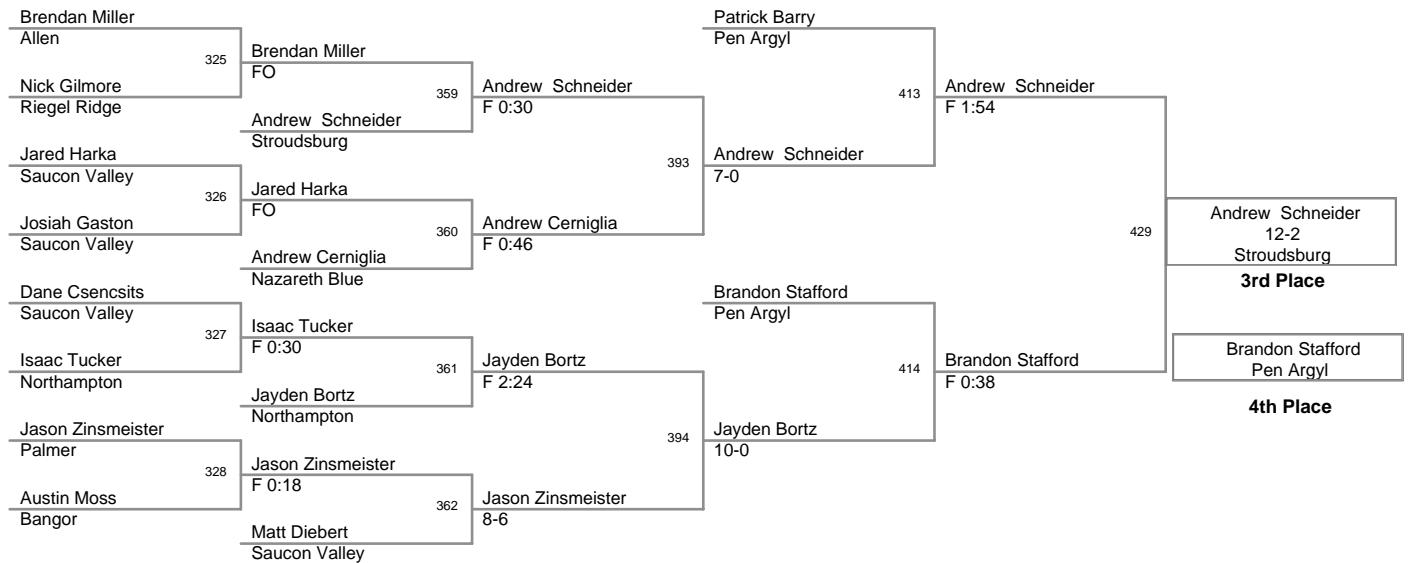 Brendan Miller
Allen
325
Nick Gilmore
Riegel Ridge
Jared Harka
Saucon Valley
326
Josiah Gaston
Saucon Valley
Dane Csencsits
Saucon Valley
327
Isaac Tucker
Northampton
Jason Zinsmeister
Palmer
328
Austin Moss
Bangor
Brendan Miller
FO
359
Andrew Schneider
Stroudsburg
Jared Harka
FO
360
Andrew Cerniglia
Nazareth Blue
Isaac Tucker
F 0:30
361
Jayden Bortz
Northampton
Jason Zinsmeister
F 0:18
362
Matt Diebert
Saucon Valley
Andrew Schneider
F 0:30
393
Andrew Cerniglia
F 0:46
Jayden Bortz
F 2:24
394
Jason Zinsmeister
8-6
Patrick Barry
Pen Argyl
413
Andrew Schneider
7-0
Brandon Stafford
Pen Argyl
414
Jayden Bortz
10-0
Andrew Schneider
F 1:54
429
Brandon Stafford
F 0:38
Andrew Schneider
12-2
Stroudsburg
3rd Place
Brandon Stafford
Pen Argyl
4th Place